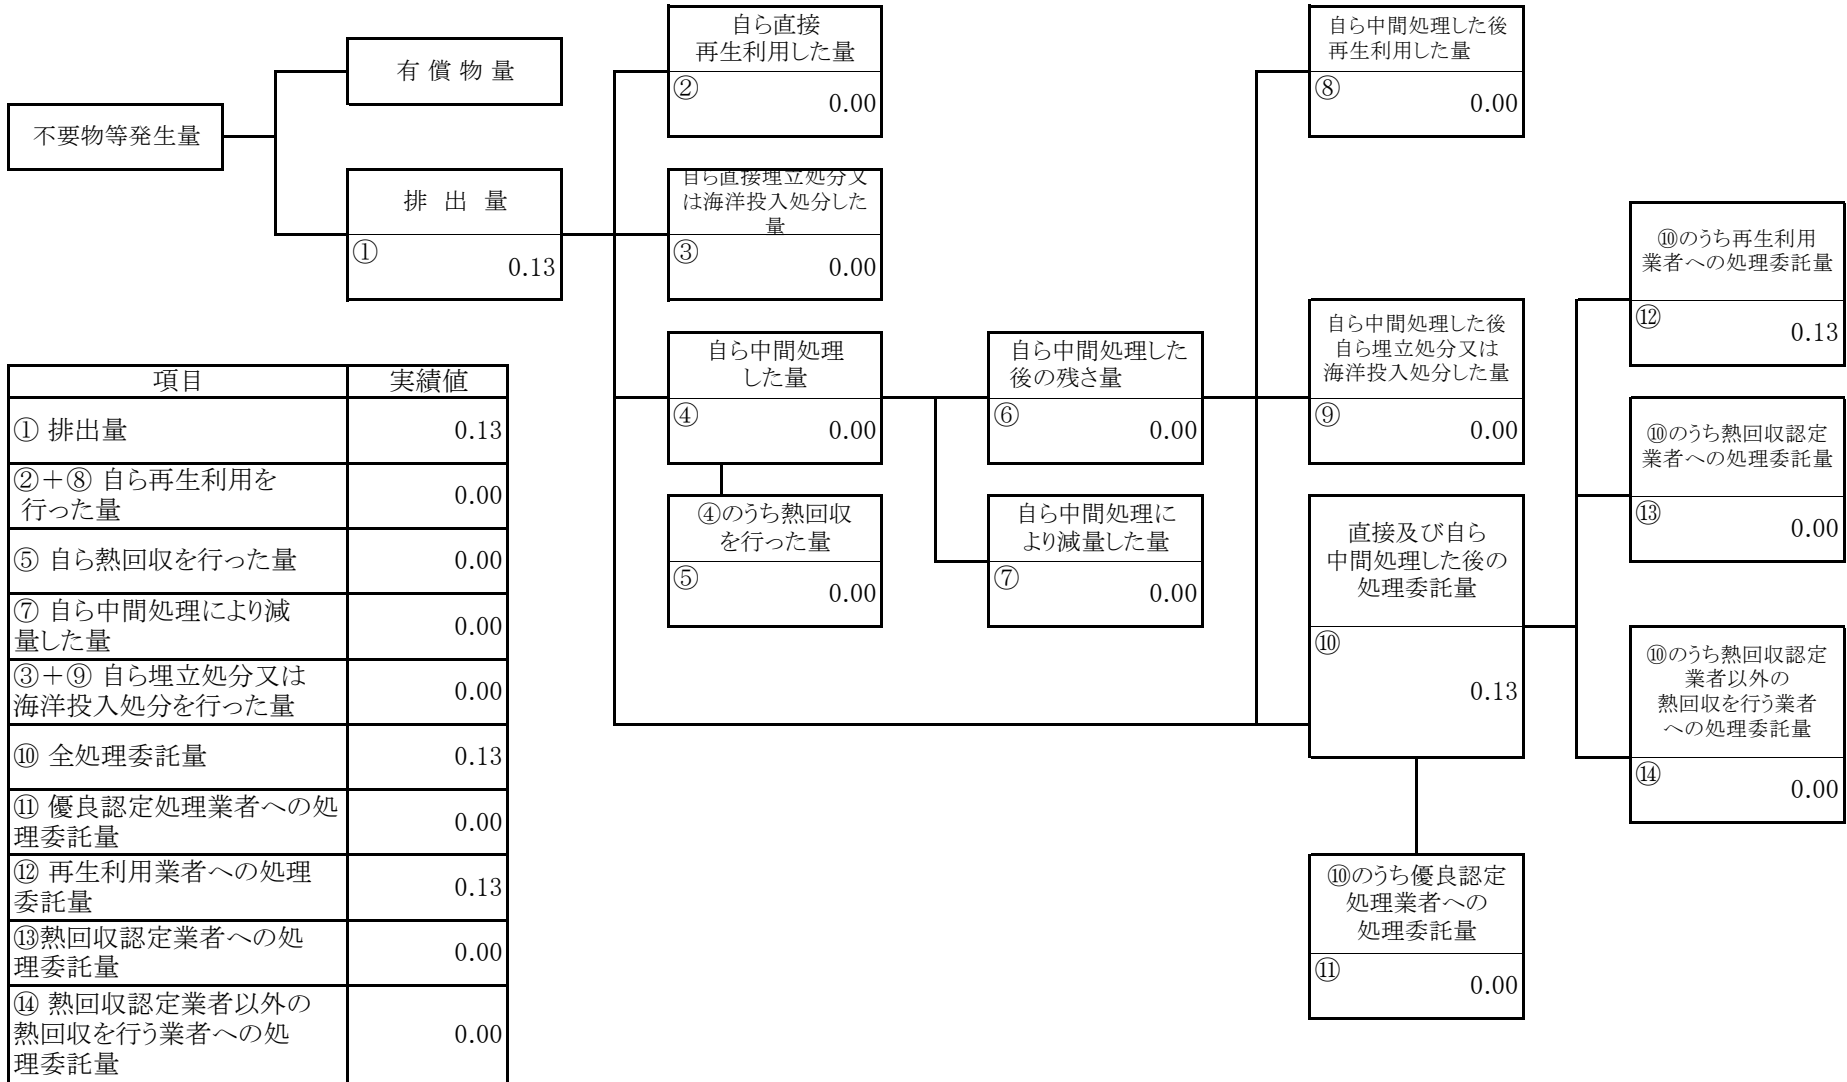 不要物等発生量
有 償 物 量
排 出 量
①
0.13
自ら直接
再生利用した量
②
0.00
自ら直接埋立処分又
は海洋投入処分した
量
③
0.00
自ら中間処理
した量
④
0.00
④のうち熱回収
を行った量
⑤
0.00
自ら中間処理した
後の残さ量
⑥
0.00
自ら中間処理に
より減量した量
⑦
0.00
自ら中間処理した後
再生利用した量
⑧
0.00
自ら中間処理した後
自ら埋立処分又は
海洋投入処分した量
⑨
0.00
直接及び自ら
中間処理した後の
処理委託量
⑩
0.13
⑩のうち優良認定
処理業者への
処理委託量
⑪
0.00
⑩のうち再生利用
業者への処理委託量
⑫
0.13
⑩のうち熱回収認定
業者への処理委託量
⑬
0.00
⑩のうち熱回収認定
業者以外の
熱回収を行う業者
への処理委託量
⑭
0.00
項目 実績値
① 排出量 0.13
②＋⑧ 自ら再生利用を
行った量 0.00
⑤ 自ら熱回収を行った量 0.00
⑦ 自ら中間処理により減
量した量 0.00
③＋⑨ 自ら埋立処分又は
海洋投入処分を行った量 0.00
⑩ 全処理委託量 0.13
⑪ 優良認定処理業者への処
理委託量 0.00
⑫ 再生利用業者への処理
委託量 0.13
⑬熱回収認定業者への処
理委託量 0.00
⑭ 熱回収認定業者以外の
熱回収を行う業者への処 0.00
理委託量